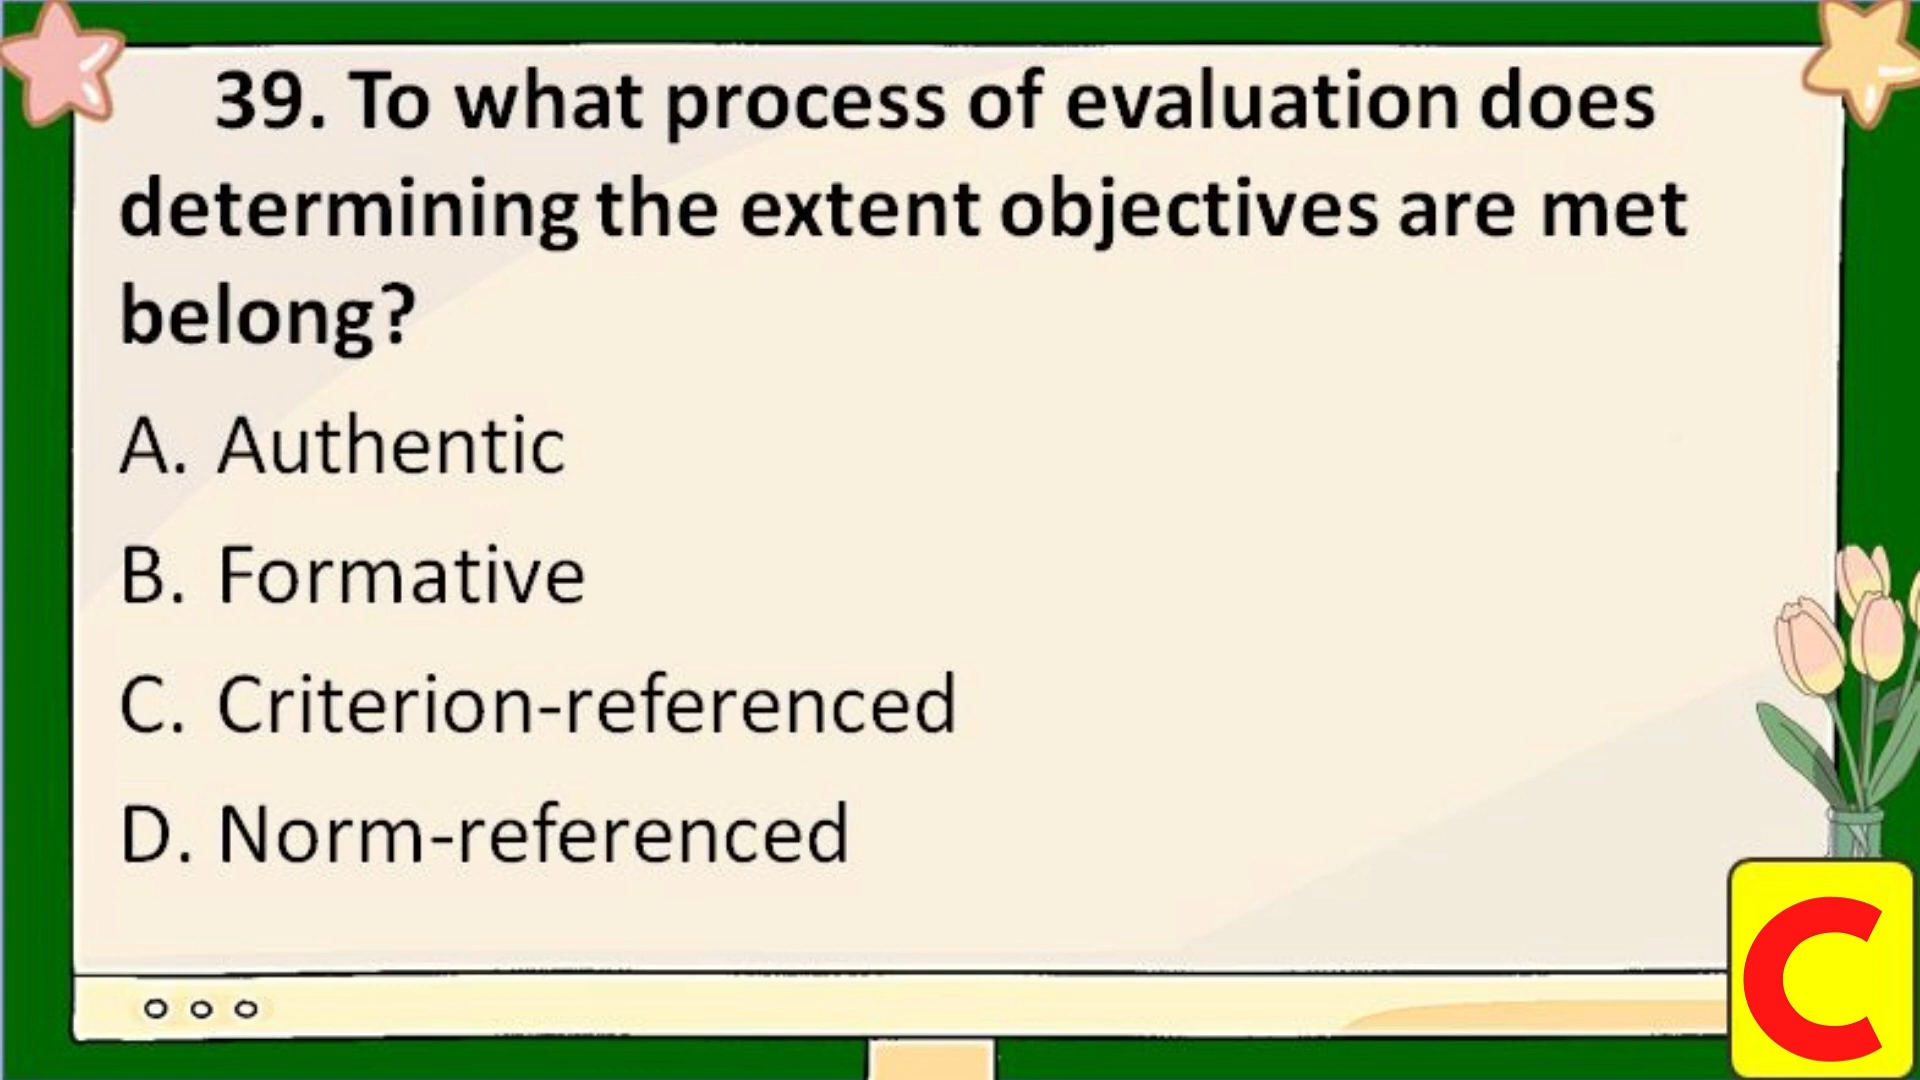 39. To what process of evaluation does
determining the extent objectives are met
belong?
A. Authentic
B. Formative
C. Criterion-referenced
D. Norm-referenced
C